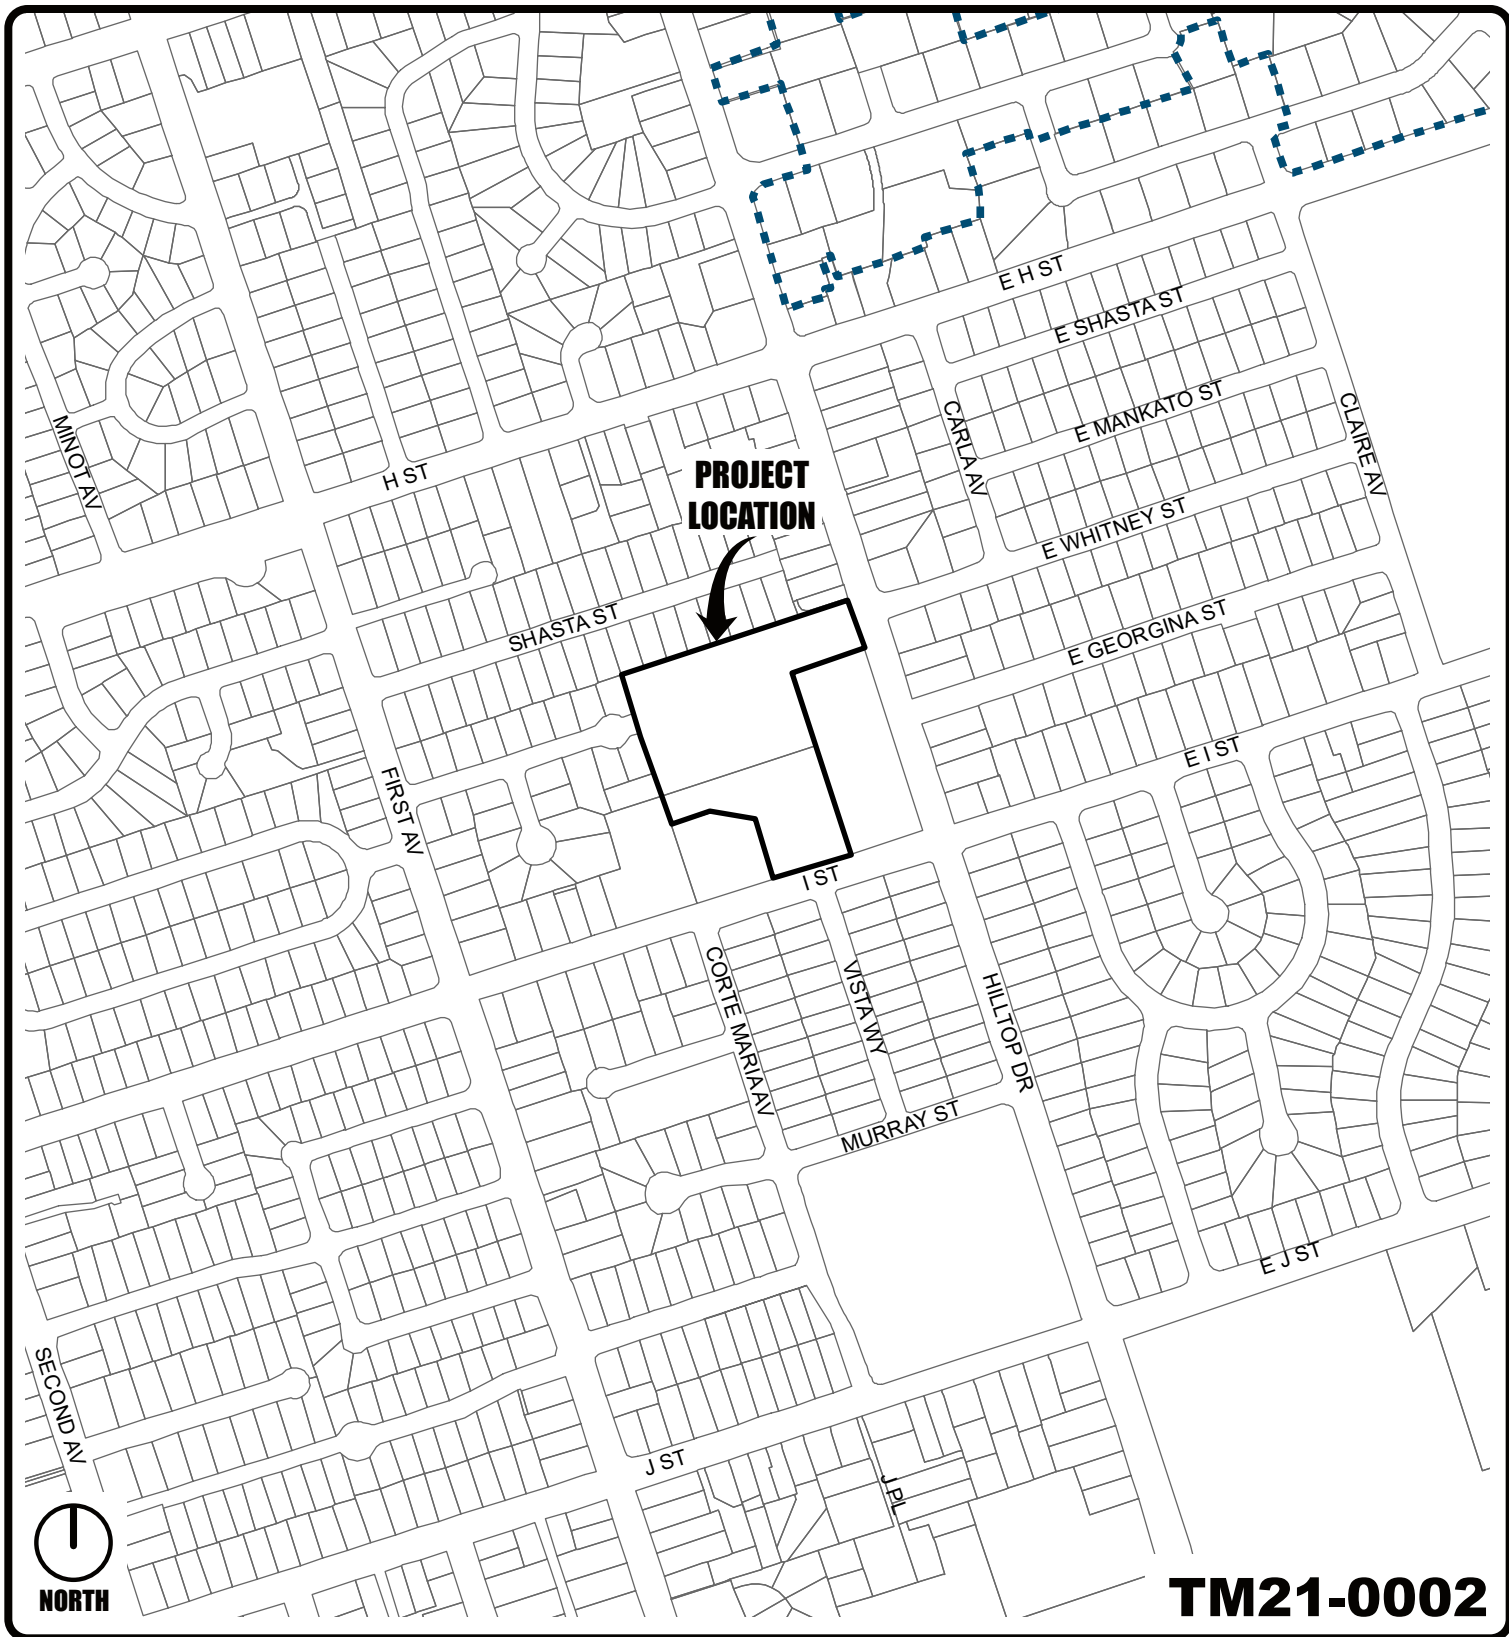 E H ST
E SHASTA ST
E MANKATO ST
CARLA AV
CLAIRE AV
MINOT AV
H ST
PROJECT
LOCATION
E WHITNEY ST
SHASTA ST
E GEORGINA ST
E I ST
FIRST AV
I ST
CORTE MARIA AV
VISTA WY
HILLTOP DR
MURRAY ST
E J ST
SECOND AV
J ST
J PL
NORTH
TM21-0002